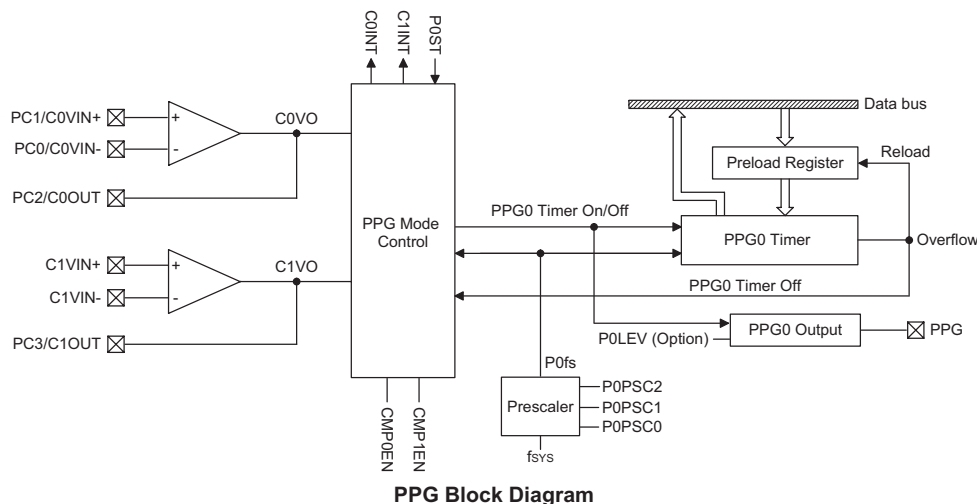 C0INT
C1INT
P0ST
PC1/C0VIN+
PC0/C0VIN-
+
-
C0VO
PC2/C0OUT
C1VIN+
C1VIN-
+
-
C1VO
PC3/C1OUT
PPG Mode
Control
CMP0EN
CMP1EN
Data bus
Preload Register
Reload
PPG0 Timer On/Off
PPG0 Timer
Overflow
PPG0 Timer Off
P0LEV (Option)
PPG0 Output
PPG
P0fs
Prescaler
P0PSC2
P0PSC1
P0PSC0
fSYS
PPG Block Diagram